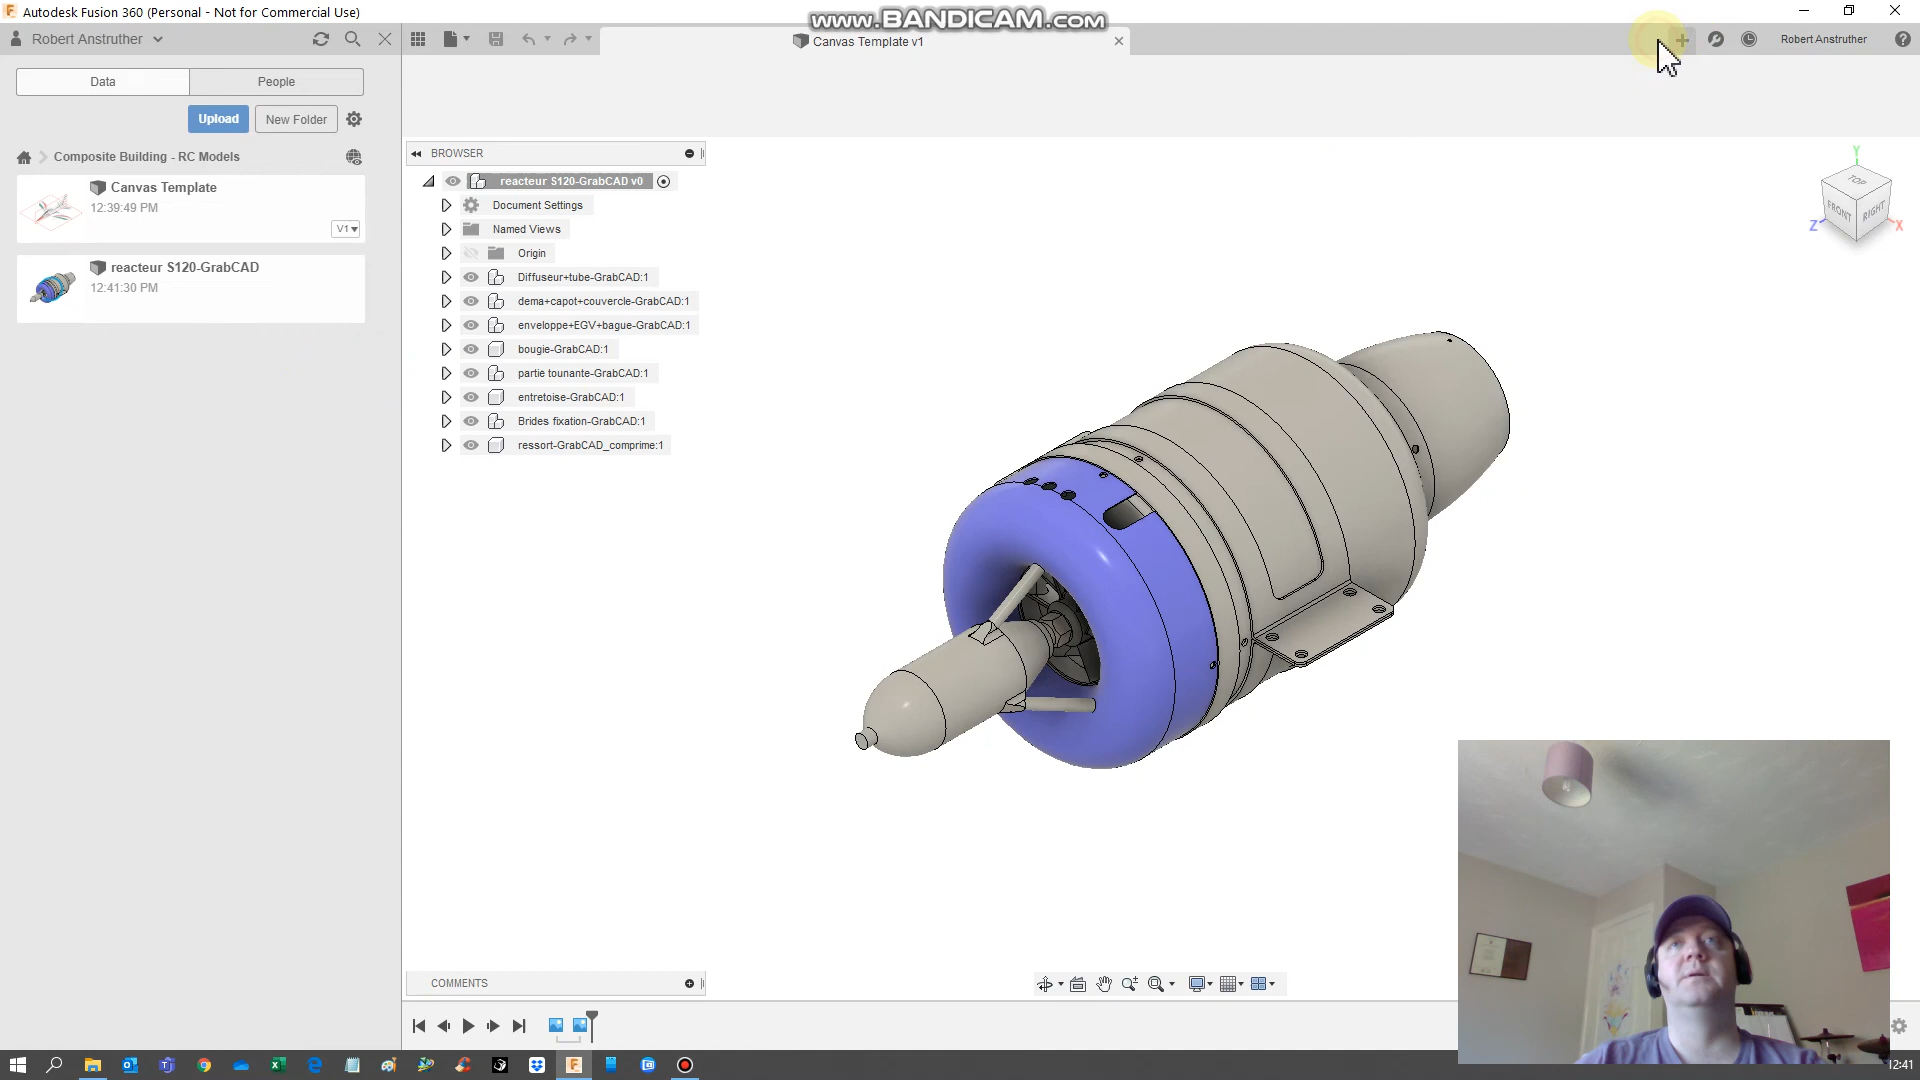 Autodesk Fusion 360 (Personal - Not for Commercial Use)
www.BANDICAM.com
Robert Anstruther
Canvas Template v1
Robert Anstruther
Data
People
Upload
New Folder
Composite Building - RC Models
Canvas Template
12:39:49 PM
V1
reacteur S120-GrabCAD
12:41:30 PM
BROWSER
reacteur S120-GrabCAD v0
Document Settings
Named Views
Origin
Diffuseur+tube-GrabCAD:1
dema+capot+couvercle-GrabCAD:1
enveloppe+EGV+bague-GrabCAD:1
bougie-GrabCAD:1
partie tounante-GrabCAD:1
entretoise-GrabCAD:1
Brides fixation-GrabCAD:1
ressort-GrabCAD_comprime:1
Y
TOP
FRONT
RIGHT
Z
X
COMMENTS
12:41